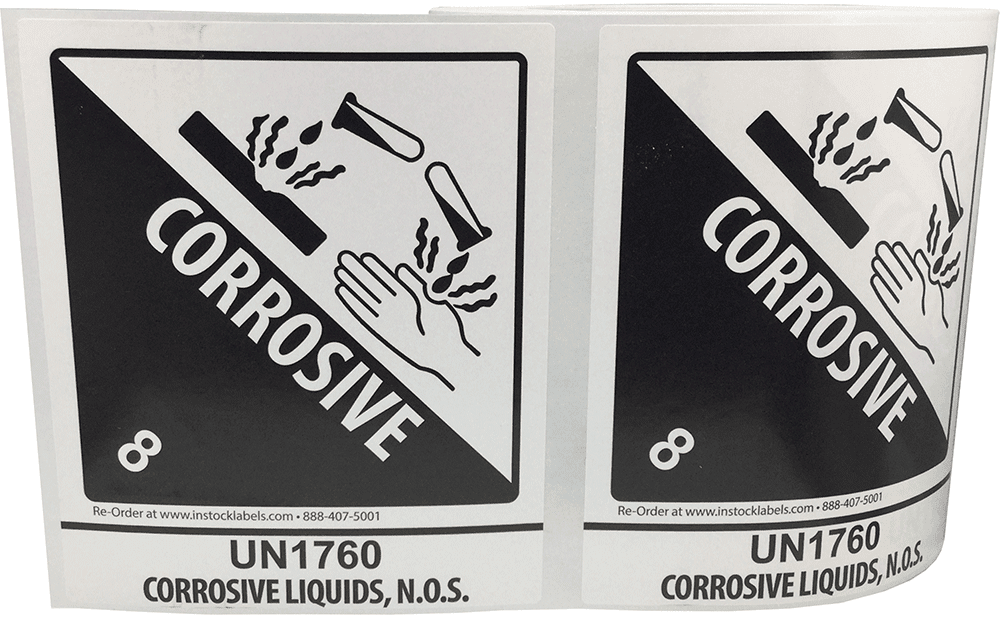 CORROSIVE
8
Re-Order at www.instocklabels.com • 888-407-5001
UN1760
CORROSIVE LIQUIDS, N.O.S.
CORROSIVE
8
Re-Order at www.instocklabels.com • 888-407-5001
UN1760
CORROSIVE LIQUIDS, N.O.S.